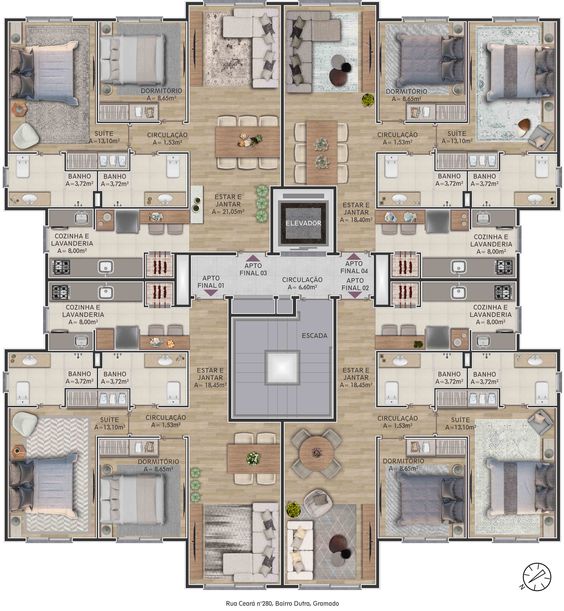 DORMITÓRIO
A= 8,65m²
DORMITÓRIO
A= 8,65m²
SUÍTE
A=13,10m²
CIRCULAÇÃO
A= 1,53m²
CIRCULAÇÃO
A= 1,53m²
SUÍTE
A=13,10m²
BANHO
A=3,72m²
BANHO
A=3,72m²
BANHO
A=3,72m²
BANHO
A=3,72m²
ESTAR E
JANTAR
A= 21,05m²
ESTAR E
JANTAR
A= 18,40m²
ELEVADOR
COZINHA E
LAVANDERIA
A= 8,00m²
COZINHA E
LAVANDERIA
A= 8,00m²
APTO
FINAL 03
APTO
FINAL 04
APTO
FINAL 01
CIRCULAÇÃO
A= 6,60m²
APTO
FINAL 02
COZINHA E
LAVANDERIA
A= 8,00m²
COZINHA E
LAVANDERIA
A= 8,00m²
ESCADA
ESTAR E
JANTAR
A=18,45m²
ESTAR E
JANTAR
A=18,45m²
BANHO
A=3,72m²
BANHO
A=3,72m²
BANHO
A=3,72m²
BANHO
A=3,72m²
SUÍTE
A=13,10m²
CIRCULAÇÃO
A= 1,53m²
CIRCULAÇÃO
A= 1,53m²
SUÍTE
A=13,10m²
DORMITÓRIO
A= 8,65m²
DORMITÓRIO
A= 8,65m²
N
Rua Ceará n°280, Bairro Dutra, Gramado